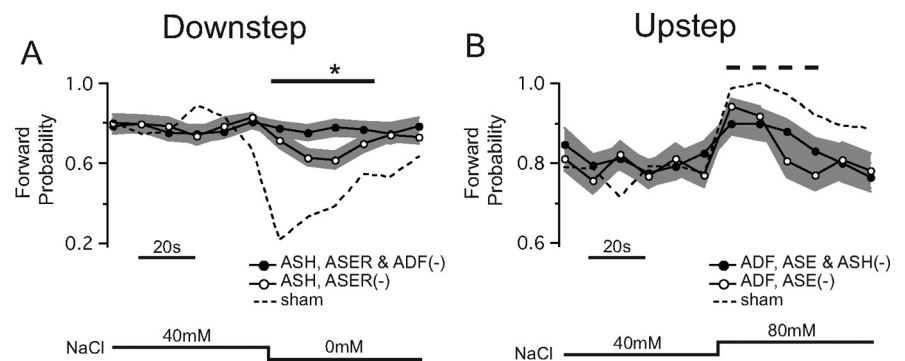 Downstep
A
*
1.0
0.6
0.2
Forward
Probability
20s
ASH, ASER & ADF(-)
ASH, ASER(-)
sham
NaCl
40mM
0mM
Upstep
B
1.0
0.8
0.6
Forward
Probability
20s
ADF, ASE & ASH(-)
ADF, ASE(-)
sham
NaCl
40mM
80mM